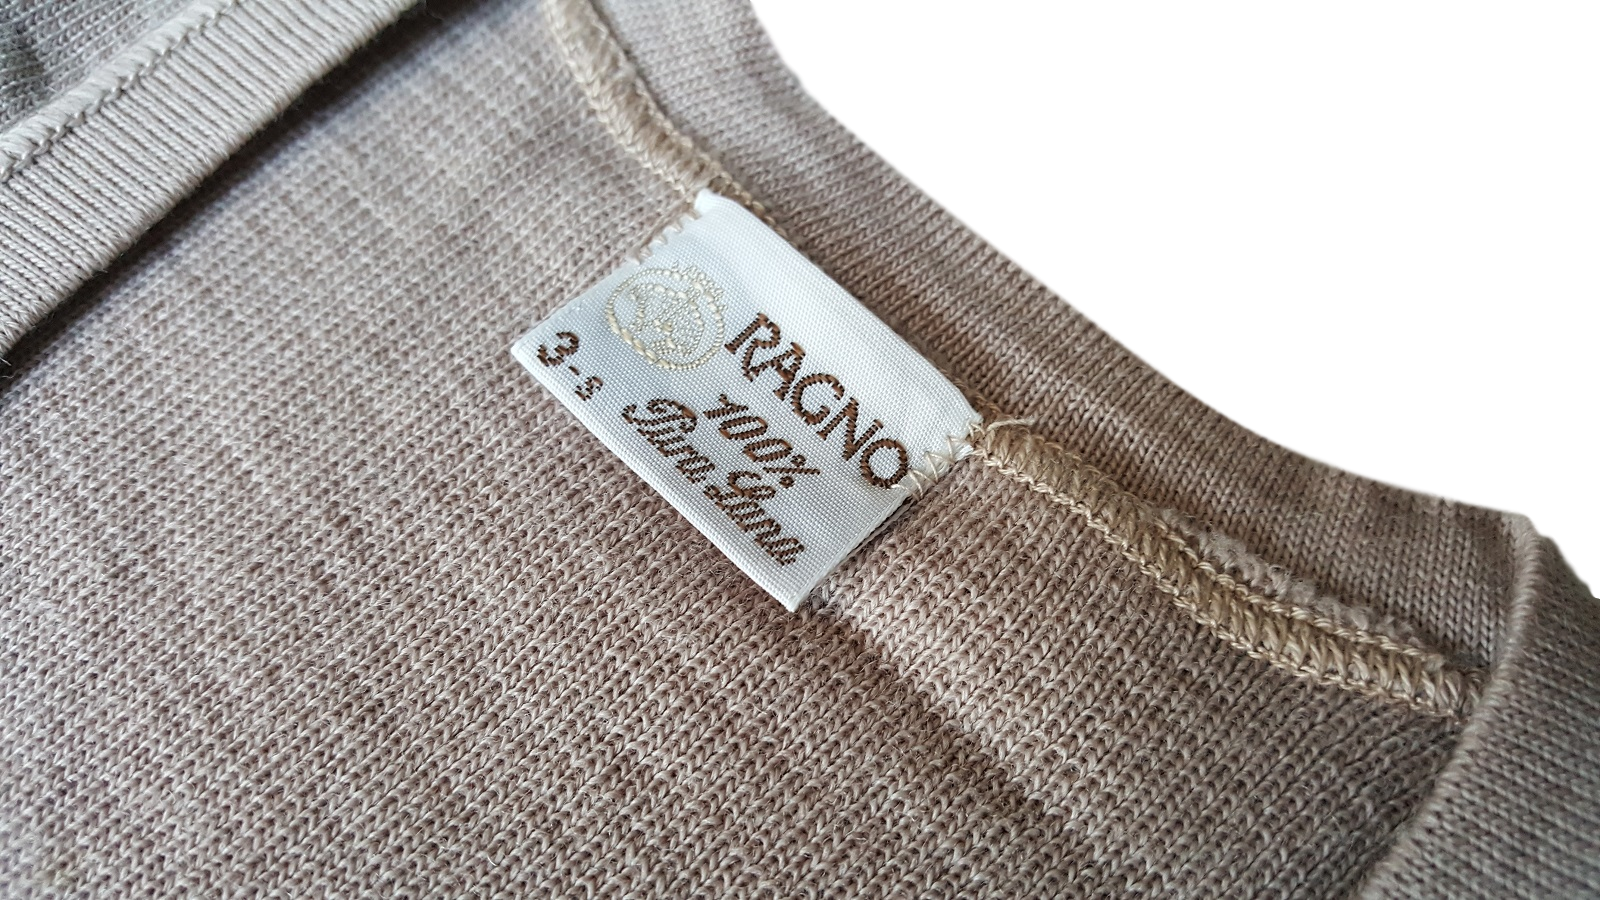 RAGNO
100%
Pura Lana
3-S